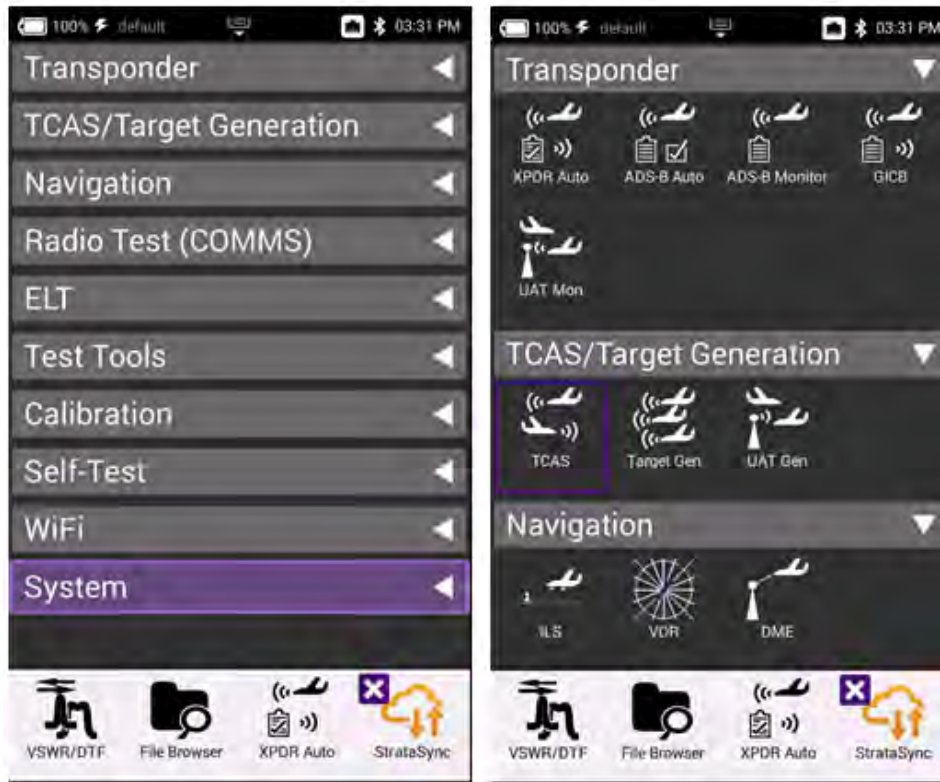 100% default 03:31 PM
Transponder
TCAS/Target Generation
Navigation
Radio Test (COMMS)
ELT
Test Tools
Calibration
Self-Test
WiFi
System
VSWR/DTF File Browser XPDR Auto StrataSync
100% default 03:31 PM
Transponder
XPDR Auto ADS-B Auto ADS-B Monitor GICB
UAT Mon
TCAS/Target Generation
TCAS Target Gen UAT Gen
Navigation
ILS VOR DME
VSWR/DTF File Browser XPDR Auto StrataSync